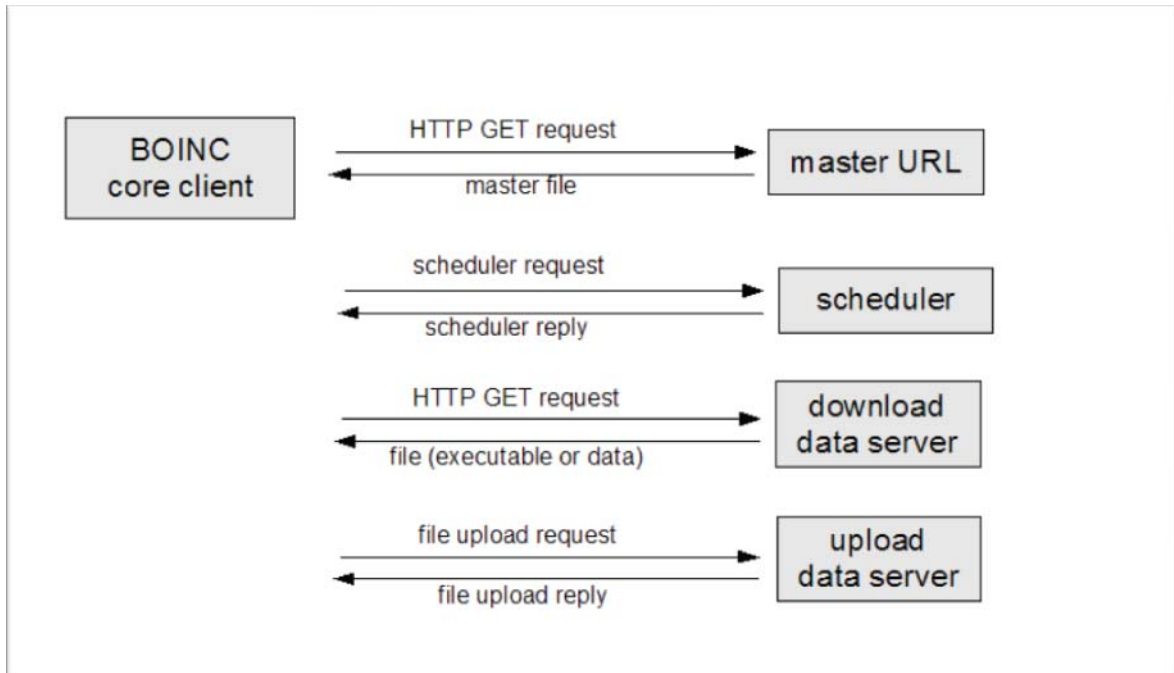 BOINC
core client
HTTP GET request
master file
master URL
scheduler request
scheduler reply
scheduler
HTTP GET request
file (executable or data)
download
data server
file upload request
file upload reply
upload
data server